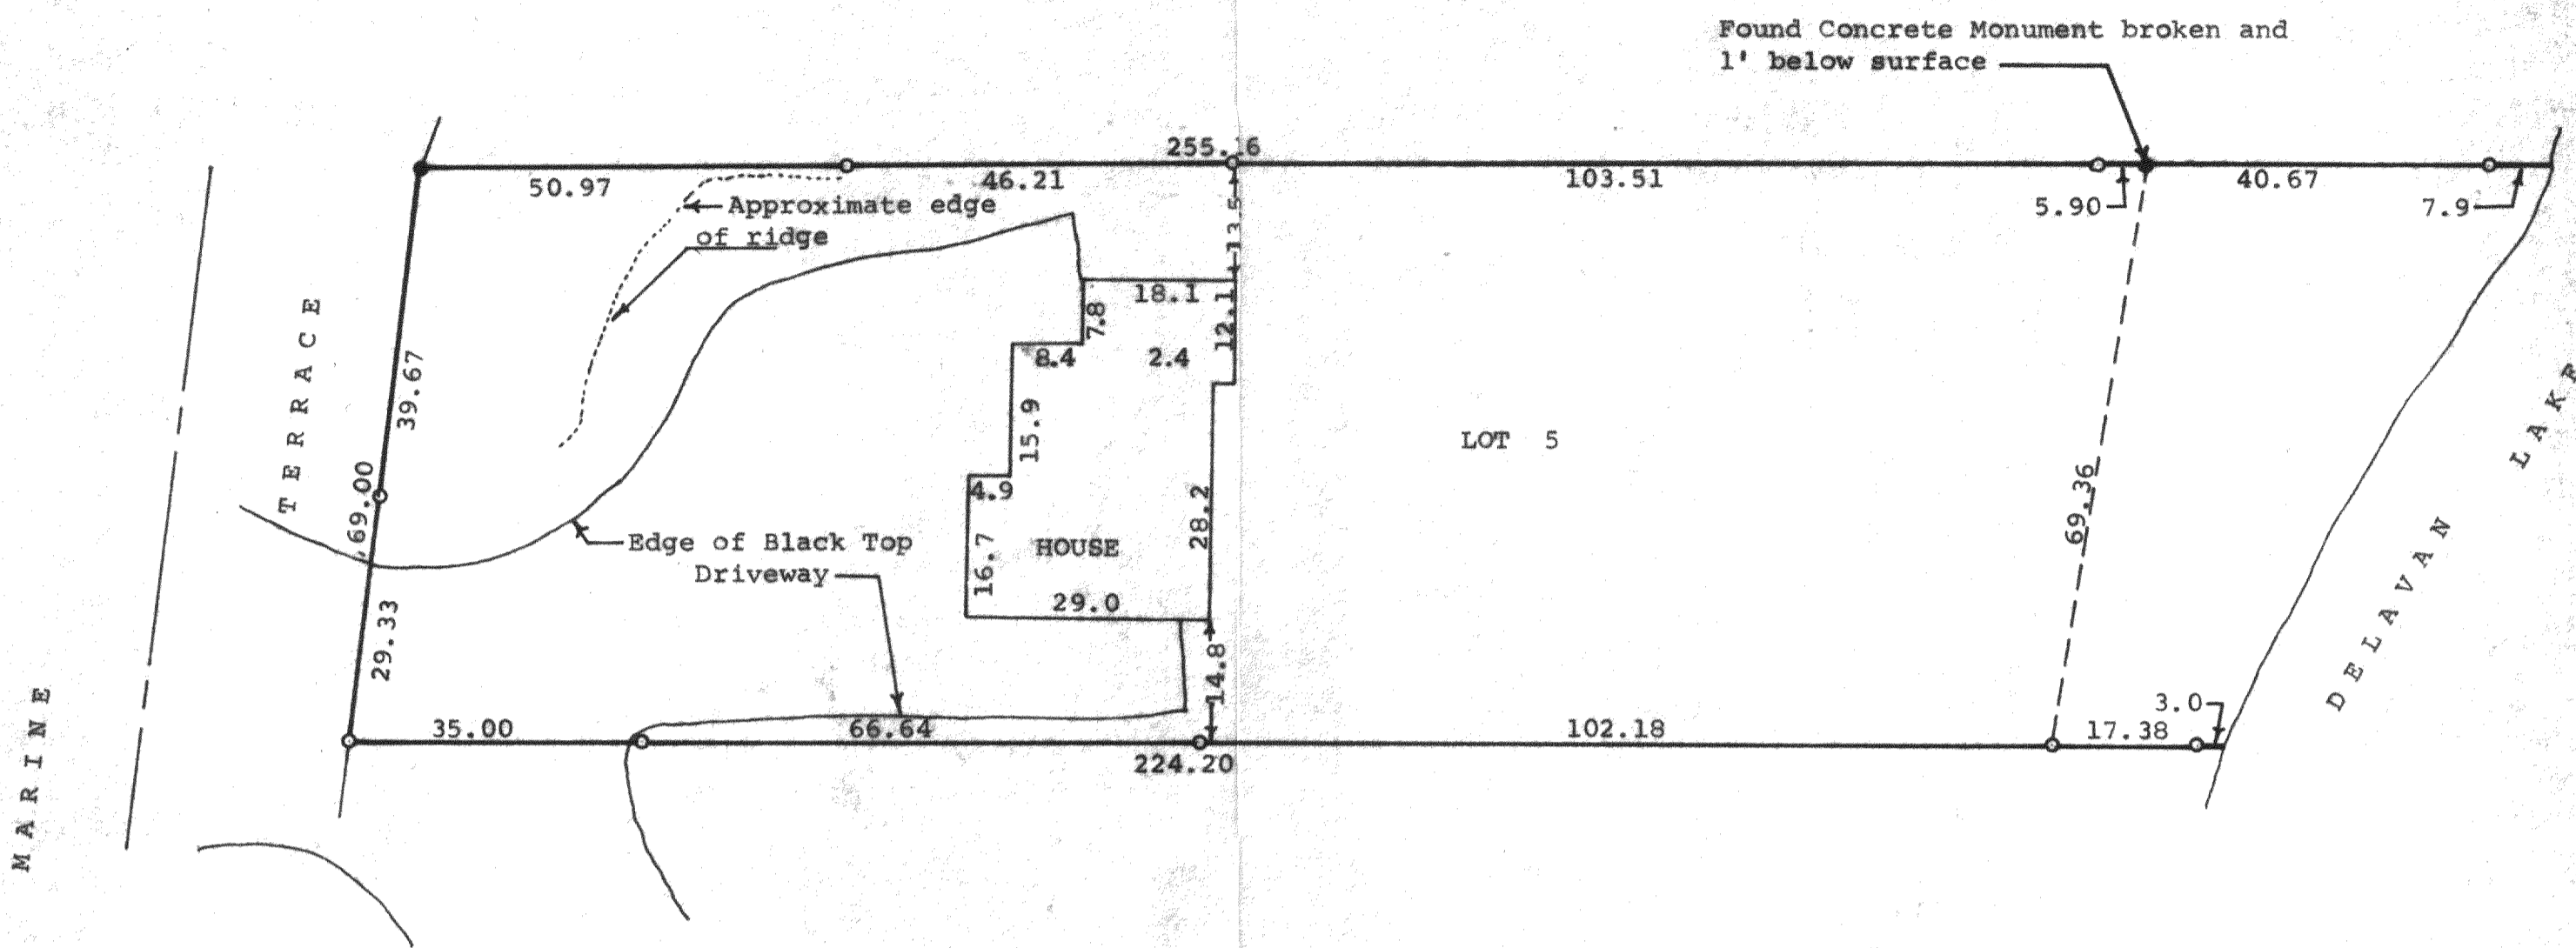 Found Concrete Monument broken and
1' below surface
255.16
50.97
46.21
103.51
5.90
40.67
7.9
Approximate edge
of ridge
13.5
18.1
12.1
7.8
8.4
2.4
TERRACE
39.67
15.9
LOT 5
69.00
4.9
28.2
69.36
DELAVAN LAKE
Edge of Black Top
Driveway
HOUSE
16.7
29.0
29.33
14.8
MARINE
35.00
66.64
102.18
17.38
3.0
224.20